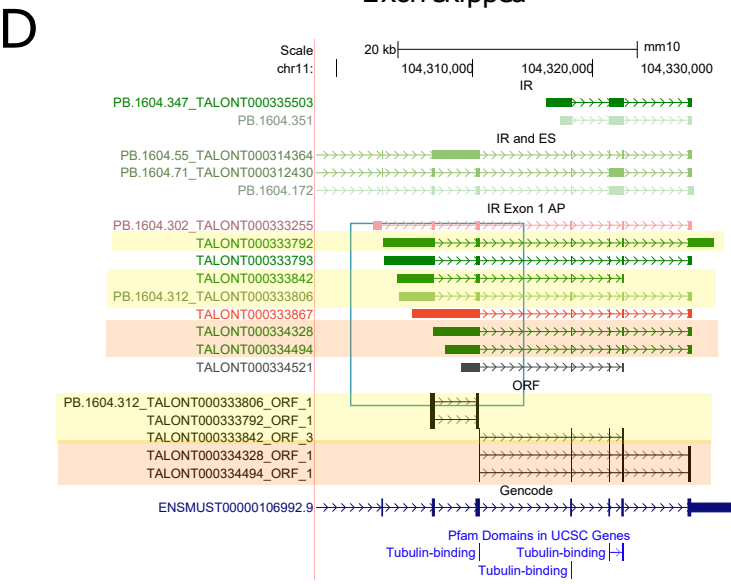 D
Exon skipped
Scale 20 kb mm10
chr11: 104,310,000 104,320,000 104,330,000
IR
PB.1604.347_TALONT000335503
PB.1604.351
IR and ES
PB.1604.55_TALONT000314364
PB.1604.71_TALONT000312430
PB.1604.172
IR Exon 1 AP
PB.1604.302_TALONT000333255
TALONT000333792
TALONT000333793
TALONT000333842
PB.1604.312_TALONT000333806
TALONT000333867
TALONT000334328
TALONT000334494
TALONT000334521
ORF
PB.1604.312_TALONT000333806_ORF_1
TALONT000333792_ORF_1
TALONT000333842_ORF_3
TALONT000334328_ORF_1
TALONT000334494_ORF_1
Gencode
ENSMUST00000106992.9
Pfam Domains in UCSC Genes
Tubulin-binding Tubulin-binding
Tubulin-binding